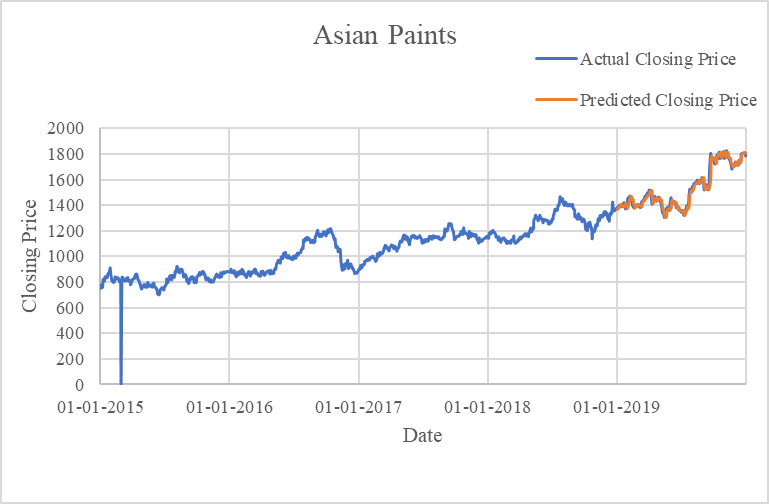 Asian Paints
Actual Closing Price
Predicted Closing Price
2000
1800
1600
1400
1200
1000
800
600
400
200
0
Closing Price
01-01-2015 01-01-2016 01-01-2017 01-01-2018 01-01-2019
Date